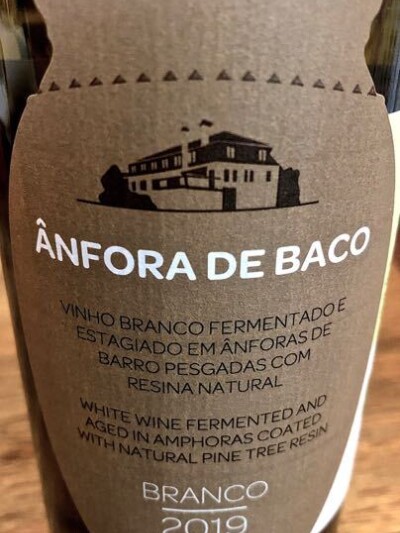 ÂNFORA DE BACO
VINHO BRANCO FERMENTADO E
ESTAGIADO EM ÂNFORAS DE
BARRO PESGADAS COM
RESINA NATURAL
WHITE WINE FERMENTED AND
AGED IN AMPHORAS COATED
WITH NATURAL PINE TREE RESIN
BRANCO
2019